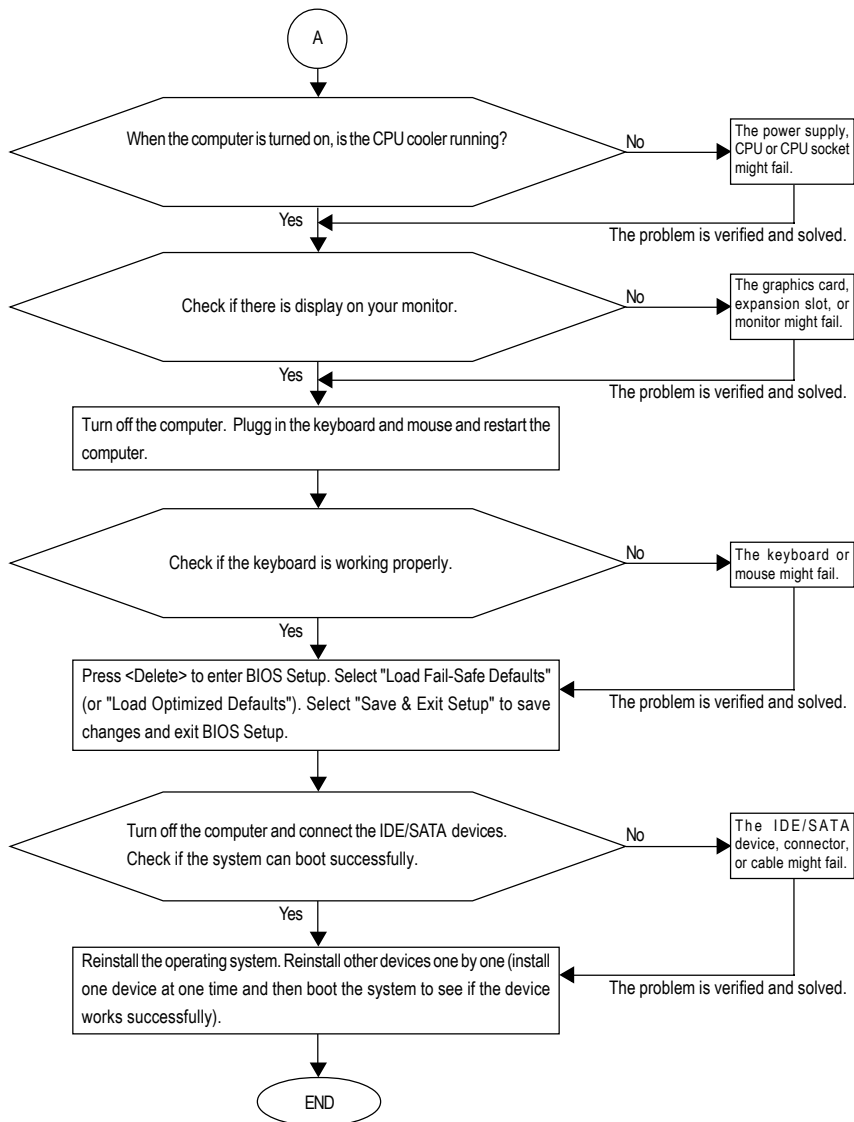 A
When the computer is turned on, is the CPU cooler running?
No
The power supply,
CPU or CPU socket
might fail.
Yes
The problem is verified and solved.
Check if there is display on your monitor.
No
The graphics card,
expansion slot, or
monitor might fail.
Yes
The problem is verified and solved.
Turn off the computer. Plugg in the keyboard and mouse and restart the
computer.
Check if the keyboard is working properly.
No
The keyboard or
mouse might fail.
Yes
Press <Delete> to enter BIOS Setup. Select "Load Fail-Safe Defaults"
(or "Load Optimized Defaults"). Select "Save & Exit Setup" to save
changes and exit BIOS Setup.
The problem is verified and solved.
Turn off the computer and connect the IDE/SATA devices.
Check if the system can boot successfully.
No
The IDE/SATA
device, connector,
or cable might fail.
Yes
Reinstall the operating system. Reinstall other devices one by one (install
one device at one time and then boot the system to see if the device
works successfully).
The problem is verified and solved.
END